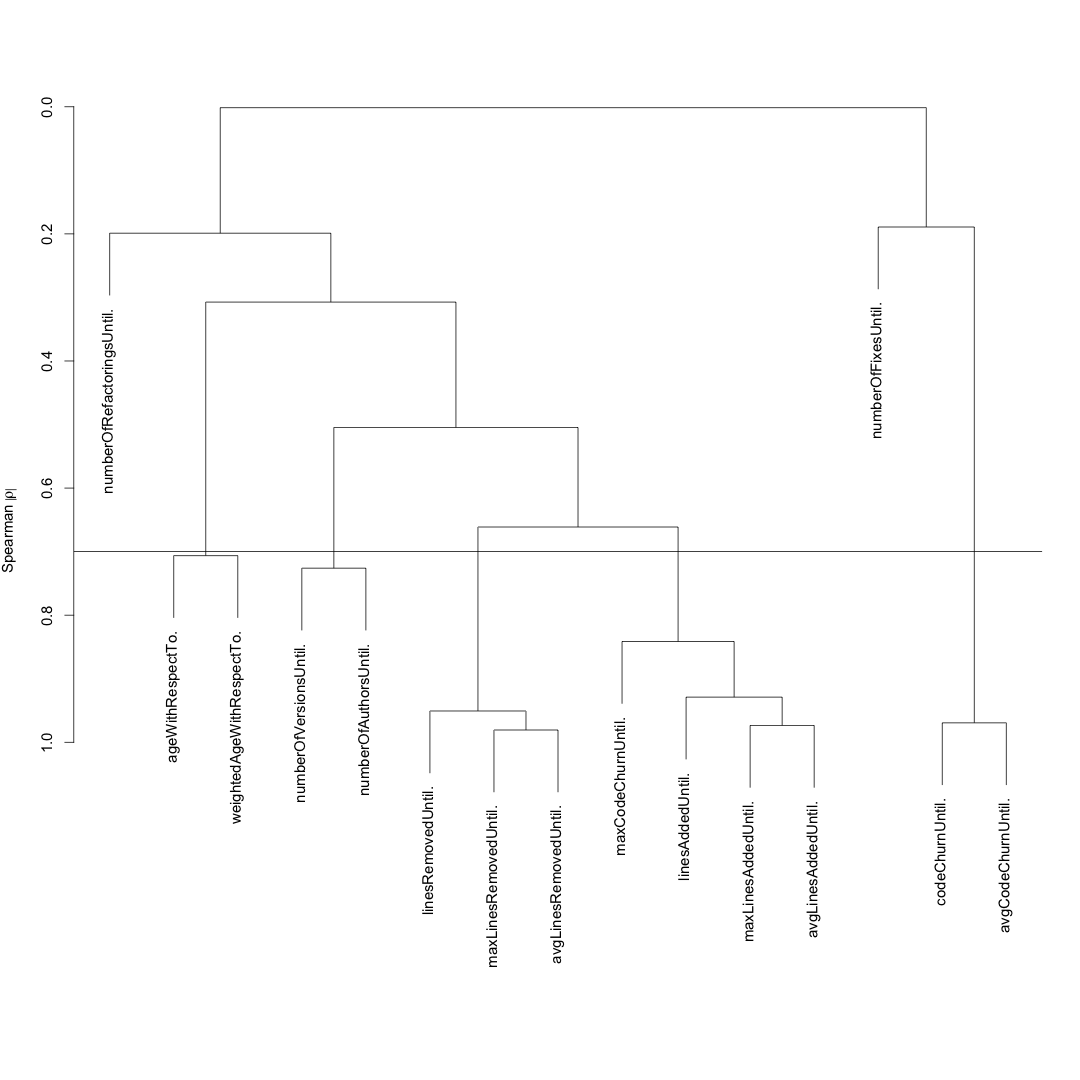 Spearman |ρ|
0.0
0.2
0.4
0.6
0.8
1.0
numberOfRefactoringsUntil.
ageWithRespectTo.
weightedAgeWithRespectTo.
numberOfVersionsUntil.
numberOfAuthorsUntil.
linesRemovedUntil.
maxLinesRemovedUntil.
avgLinesRemovedUntil.
maxCodeChurnUntil.
linesAddedUntil.
maxLinesAddedUntil.
avgLinesAddedUntil.
numberOfFixesUntil.
codeChurnUntil.
avgCodeChurnUntil.